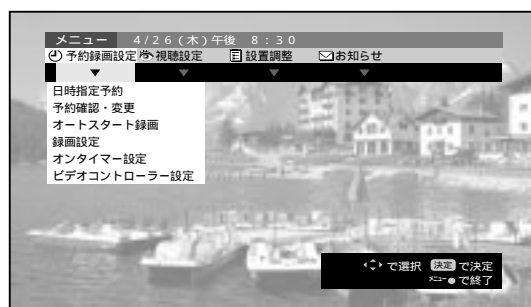 メニュー 4/26(木)午後 8:30
予約録画設定 視聴設定 設置調整 お知らせ
日時指定予約
予約確認・変更
オートスタート録画
録画設定
オンタイマー設定
ビデオコントローラー設定
で選択 決定 で決定
メニュー で終了